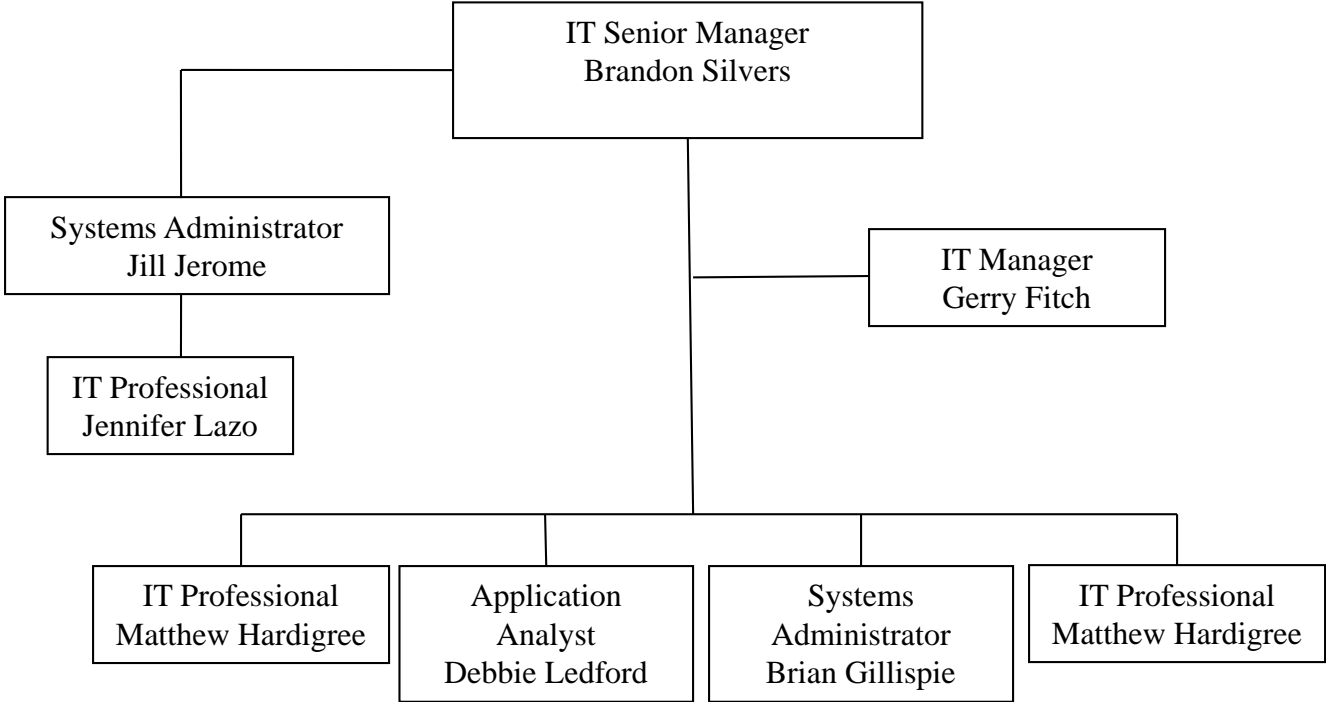 IT Senior Manager
Brandon Silvers
Systems Administrator
Jill Jerome
IT Manager
Gerry Fitch
IT Professional
Jennifer Lazo
IT Professional
Matthew Hardigree
Application
Analyst
Debbie Ledford
Systems
Administrator
Brian Gillispie
IT Professional
Matthew Hardigree